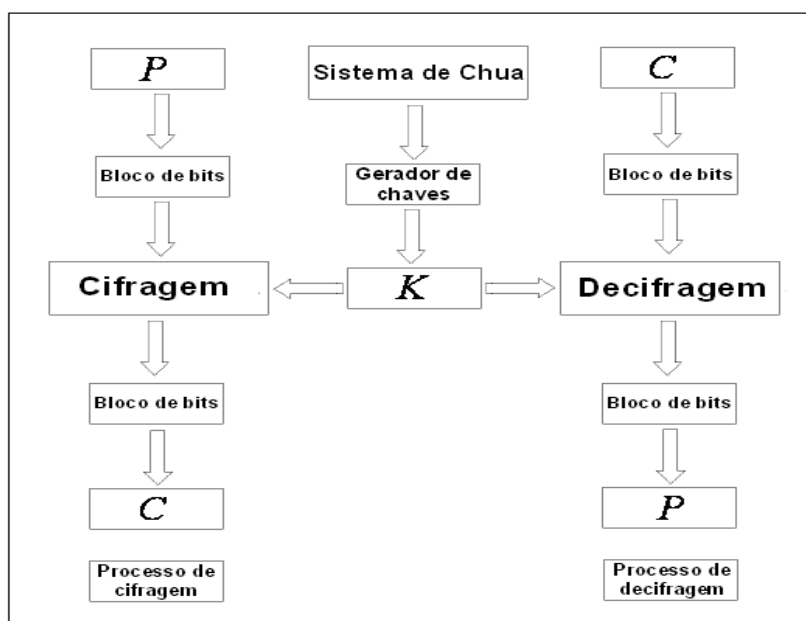 P
Bloco de bits
Cifragem
Bloco de bits
C
Processo de
cifragem
Sistema de Chua
Gerador de
chaves
K
C
Bloco de bits
Decifragem
Bloco de bits
P
Processo de
decifragem